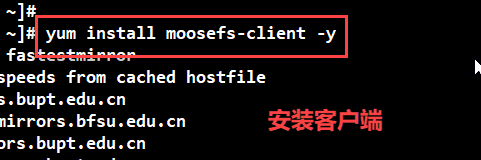 ~]#
~]# yum install moosefs-client -y
fastestmirror
speeds from cached hostfile
s.bupt.edu.cn
mirrors.bfsu.edu.cn
ors.bupt.edu.cn
安装客户端